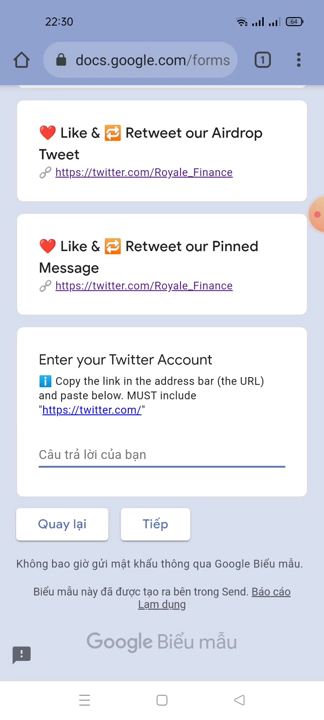 22:30
64
docs.google.com/forms
1
❤️ Like & 🔁 Retweet our Airdrop
Tweet
🔗 https://twitter.com/Royale_Finance
❤️ Like & 🔁 Retweet our Pinned
Message
🔗 https://twitter.com/Royale_Finance
Enter your Twitter Account
ℹ️ Copy the link in the address bar (the URL)
and paste below. MUST include
"https://twitter.com/"
Câu trả lời của bạn
Quay lại
Tiếp
Không bao giờ gửi mật khẩu thông qua Google Biểu mẫu.
Biểu mẫu này đã được tạo ra bên trong Send. Báo cáo
Lạm dụng
Google Biểu mẫu